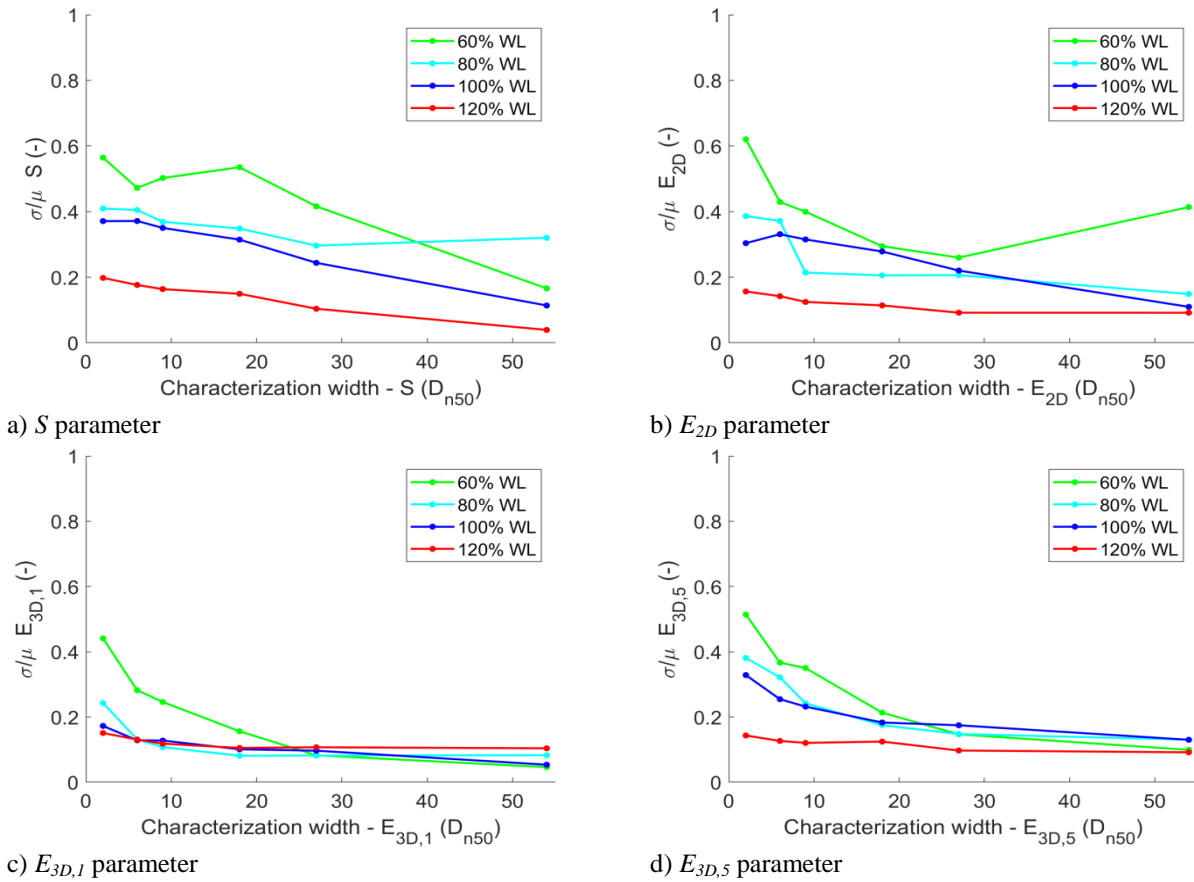 1
0.8
0.6
0.4
0.2
0
σ/μ S (-)
60% WL
80% WL
100% WL
120% WL
0 10 20 30 40 50
Characterization width - S (Dn50)
a) S parameter
1
0.8
0.6
0.4
0.2
0
σ/μ E2D (-)
60% WL
80% WL
100% WL
120% WL
0 10 20 30 40 50
Characterization width - E2D (Dn50)
b) E2D parameter
1
0.8
0.6
0.4
0.2
0
σ/μ E3D,1 (-)
60% WL
80% WL
100% WL
120% WL
0 10 20 30 40 50
Characterization width - E3D,1 (Dn50)
c) E3D,1 parameter
1
0.8
0.6
0.4
0.2
0
σ/μ E3D,5 (-)
60% WL
80% WL
100% WL
120% WL
0 10 20 30 40 50
Characterization width - E3D,5 (Dn50)
d) E3D,5 parameter